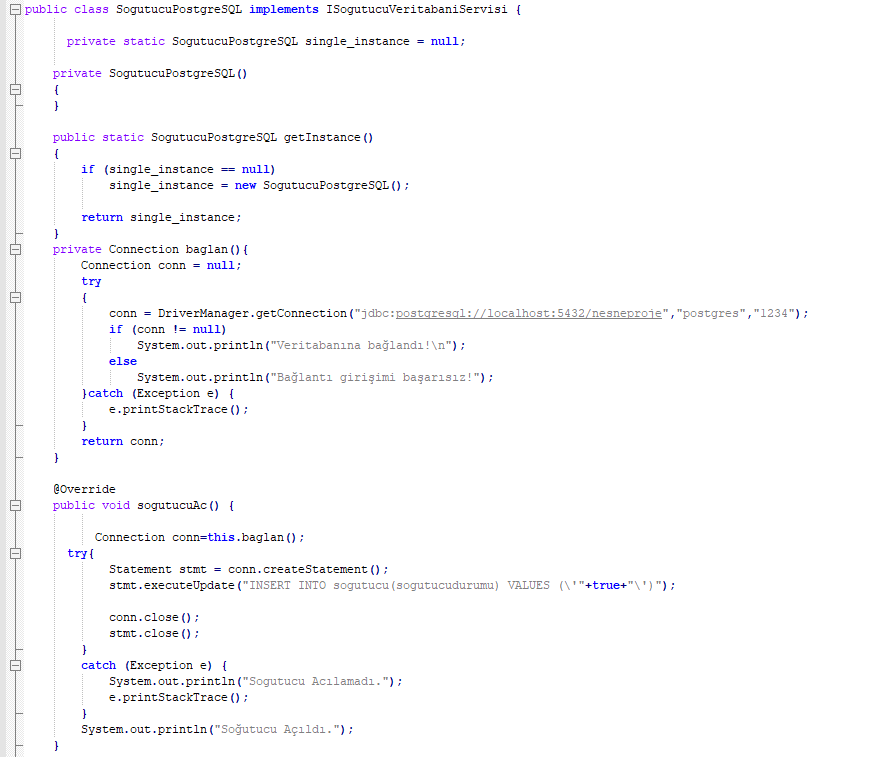 public class SogutucuPostgreSQL implements ISogutucuVeritabaniServisi {
private static SogutucuPostgreSQL single_instance = null;
private SogutucuPostgreSQL()
{
}
public static SogutucuPostgreSQL getInstance()
{
if (single_instance == null)
single_instance = new SogutucuPostgreSQL();
return single_instance;
}
private Connection baglan(){
Connection conn = null;
try
{
conn = DriverManager.getConnection("jdbc:postgresql://localhost:5432/nesneproje","postgres","1234");
if (conn != null)
System.out.println("Veritabanına bağlandı!\n");
else
System.out.println("Bağlantı girişimi başarısız!");
}catch (Exception e) {
e.printStackTrace();
}
return conn;
}
@Override
public void sogutucuAc() {
Connection conn=this.baglan();
try{
Statement stmt = conn.createStatement();
stmt.executeUpdate("INSERT INTO sogutucu(sogutucudurumu) VALUES (\'"+true+"\')");
conn.close();
stmt.close();
}
catch (Exception e) {
System.out.println("Sogutucu Acılamadı.");
e.printStackTrace();
}
System.out.println("Soğutucu Açıldı.");
}